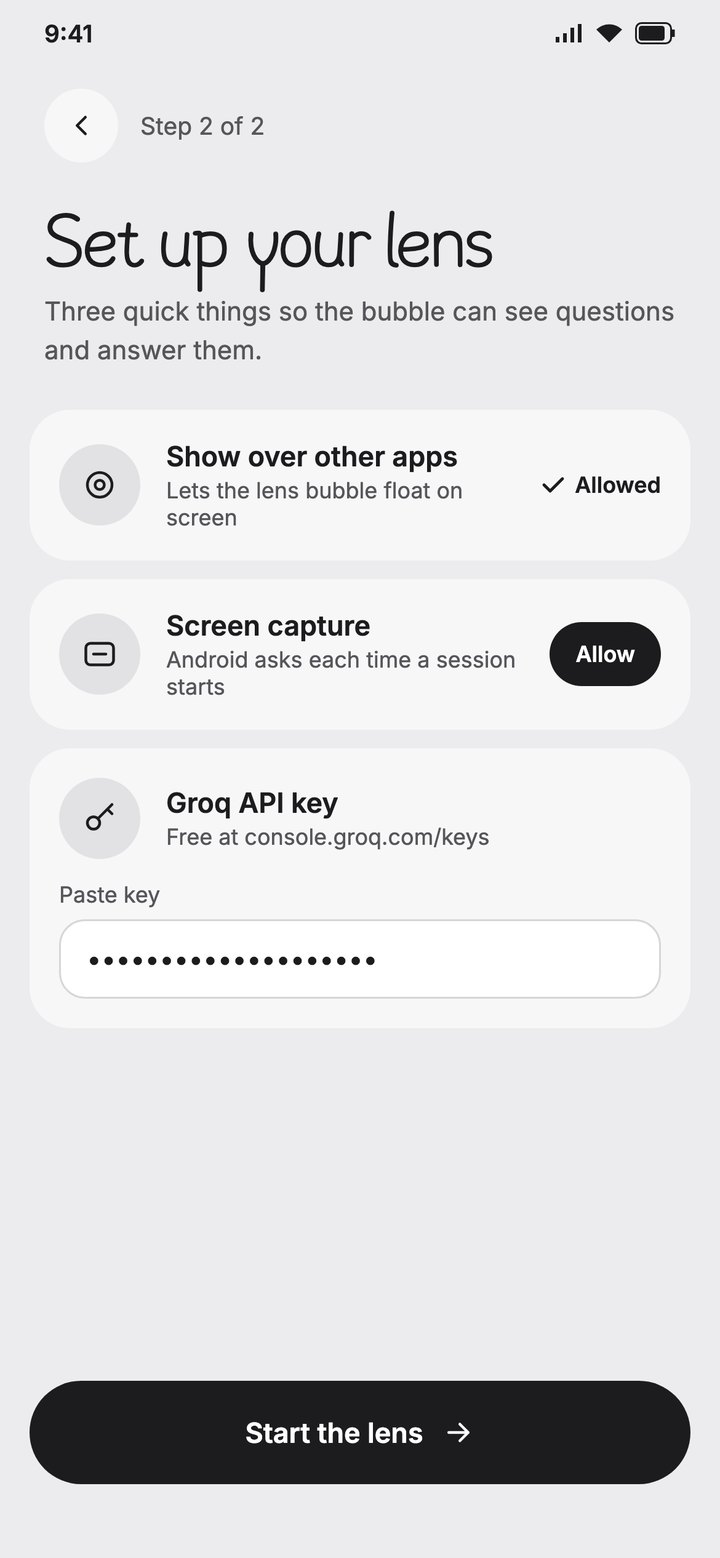 9:41
Step 2 of 2
Set up your lens
Three quick things so the bubble can see questions
and answer them.
Show over other apps
Lets the lens bubble float on
screen
Allowed
Screen capture
Android asks each time a session
starts
Allow
Groq API key
Free at console.groq.com/keys
Paste key
••••••••••••••••••••
Start the lens →